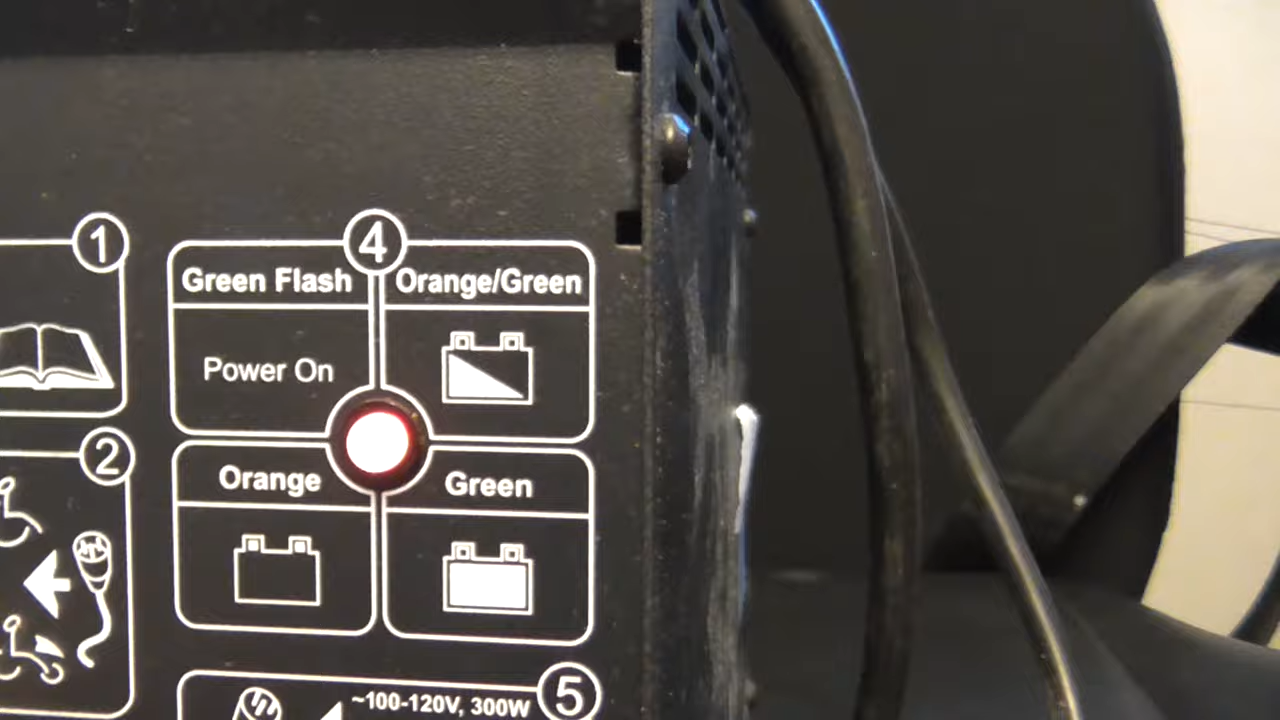 1
4
Green Flash
Orange/Green
Power On
2
Orange
Green
5
~100-120V, 300W